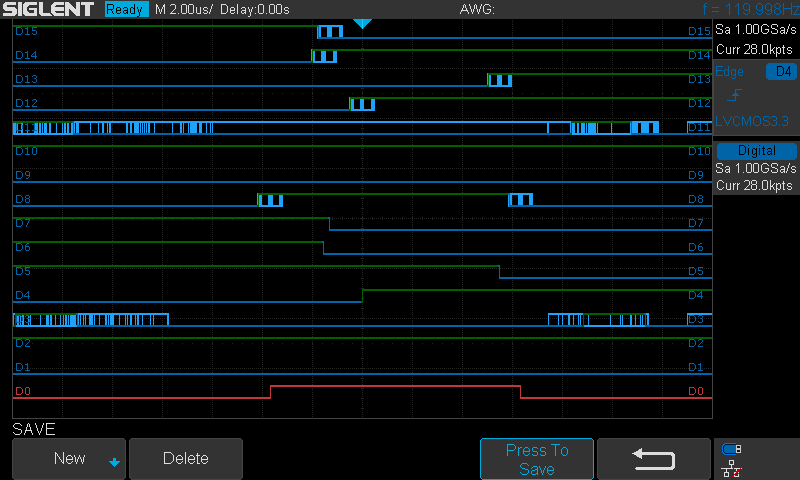 SIGLENT Ready M 2.00us/ Delay:0.00s AWG: f = 119.998Hz
Sa 1.00GSa/s
Curr 28.0kpts
Edge D4
LVCMOS3.3
Digital
Sa 1.00GSa/s
Curr 28.0kpts
D15 D15
D14 D14
D13 D13
D12 D12
D11 D11
D10 D10
D9 D9
D8 D8
D7 D7
D6 D6
D5 D5
D4 D4
D3 D3
D2 D2
D1 D1
D0 D0
SAVE
New Delete Press To
Save